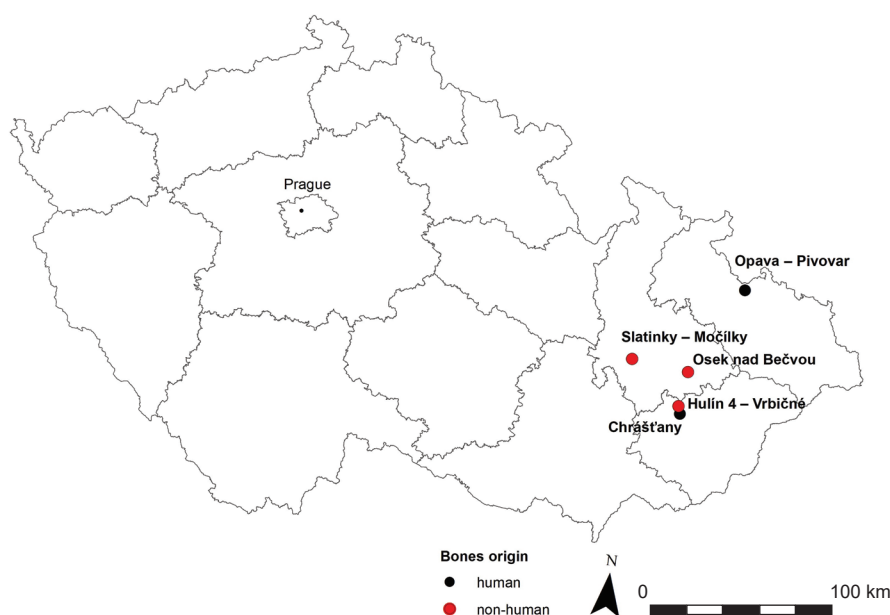 Prague
Opava – Pivovar
Slatinky – Močílky
Osek nad Bečvou
Hulín 4 – Vrbičné
Chrášťany
Bones origin
human
non-human
N
0 100 km